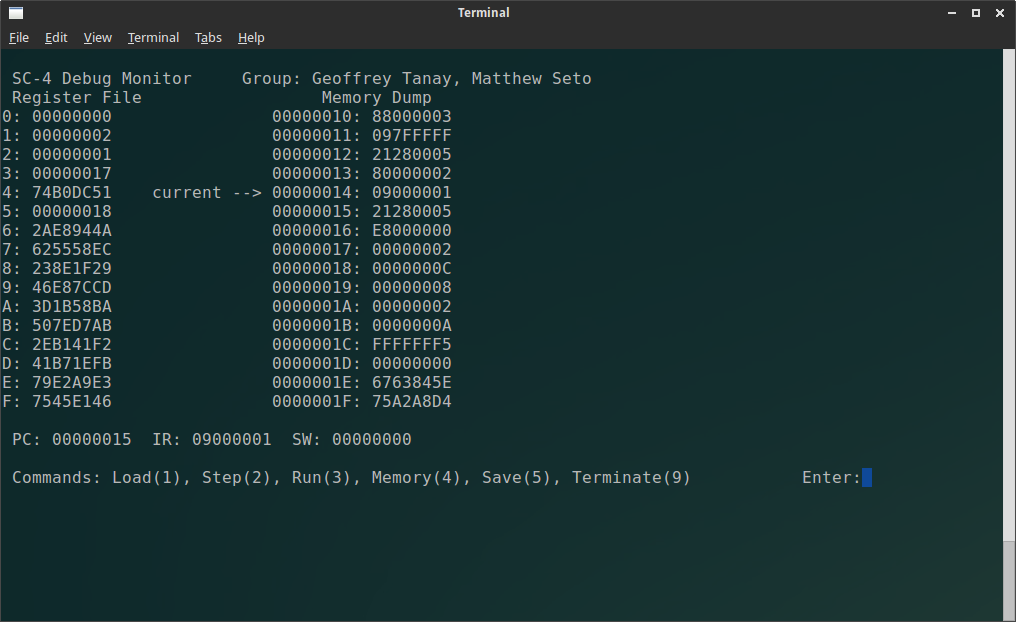 Terminal
File Edit View Terminal Tabs Help
SC-4 Debug Monitor     Group: Geoffrey Tanay, Matthew Seto
Register File                  Memory Dump
0: 00000000                00000010: 88000003
1: 00000002                00000011: 097FFFFF
2: 00000001                00000012: 21280005
3: 00000017                00000013: 80000002
4: 74B0DC51    current --> 00000014: 09000001
5: 00000018                00000015: 21280005
6: 2AE8944A                00000016: E8000000
7: 625558EC                00000017: 00000002
8: 238E1F29                00000018: 0000000C
9: 46E87CCD                00000019: 00000008
A: 3D1B58BA                0000001A: 00000002
B: 507ED7AB                0000001B: 0000000A
C: 2EB141F2                0000001C: FFFFFFF5
D: 41B71EFB                0000001D: 00000000
E: 79E2A9E3                0000001E: 6763845E
F: 7545E146                0000001F: 75A2A8D4
PC: 00000015  IR: 09000001  SW: 00000000
Commands: Load(1), Step(2), Run(3), Memory(4), Save(5), Terminate(9)           Enter: